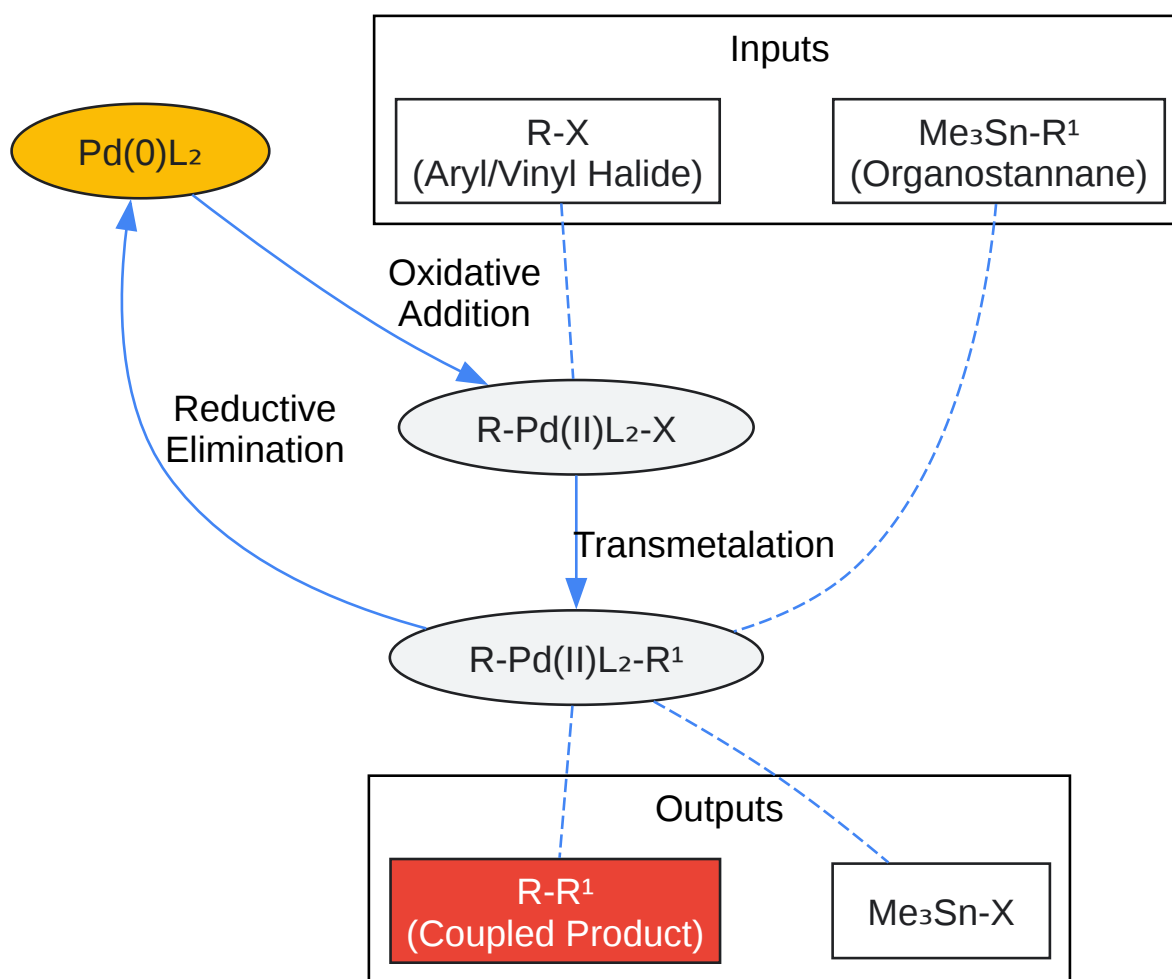 Inputs
R-X
(Aryl/Vinyl Halide)
Me₃Sn-R¹
(Organostannane)
Pd(0)L₂
Oxidative
Addition
Reductive
Elimination
R-Pd(II)L₂-X
Transmetalation
R-Pd(II)L₂-R¹
Outputs
R-R¹
(Coupled Product)
Me₃Sn-X